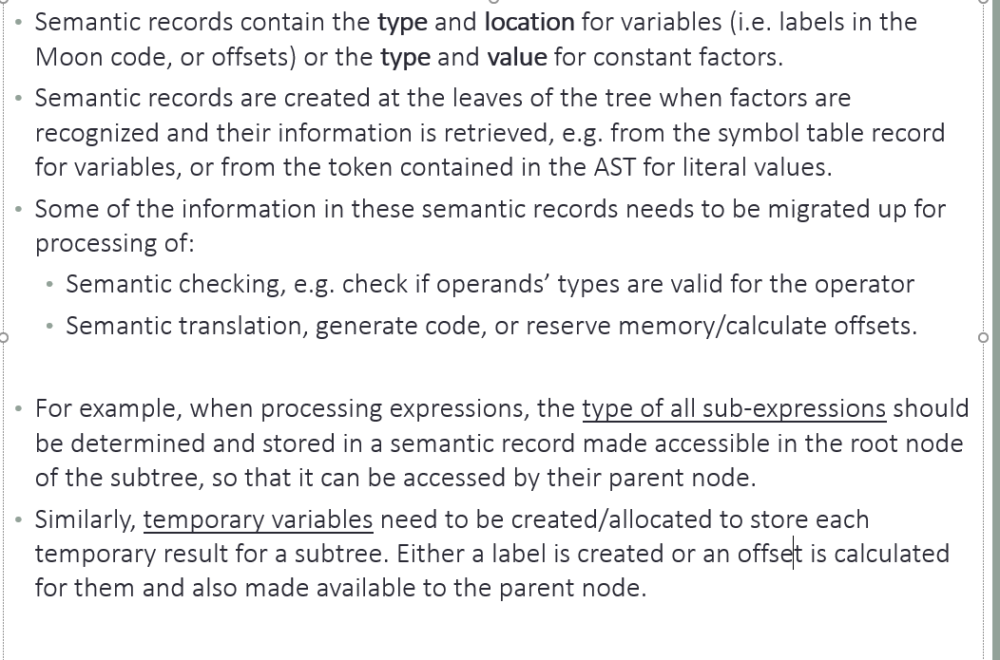 • Semantic records contain the type and location for variables (i.e. labels in the
Moon code, or offsets) or the type and value for constant factors.
• Semantic records are created at the leaves of the tree when factors are
recognized and their information is retrieved, e.g. from the symbol table record
for variables, or from the token contained in the AST for literal values.
• Some of the information in these semantic records needs to be migrated up for
processing of:
• Semantic checking, e.g. check if operands’ types are valid for the operator
• Semantic translation, generate code, or reserve memory/calculate offsets.
• For example, when processing expressions, the type of all sub-expressions should
be determined and stored in a semantic record made accessible in the root node
of the subtree, so that it can be accessed by their parent node.
• Similarly, temporary variables need to be created/allocated to store each
temporary result for a subtree. Either a label is created or an offset is calculated
for them and also made available to the parent node.